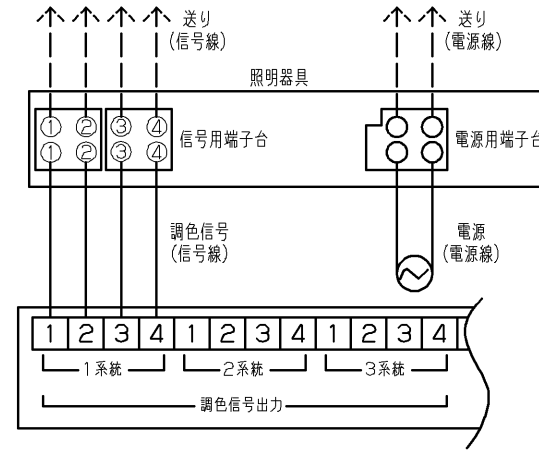 送り
(信号線)
送り
(電源線)
照明器具
① ② ③ ④
① ② ③ ④
信号用端子台
電源用端子台
調色信号
(信号線)
電源
(電源線)
1 2 3 4 1 2 3 4 1 2 3 4
1系統 2系統 3系統
調色信号出力